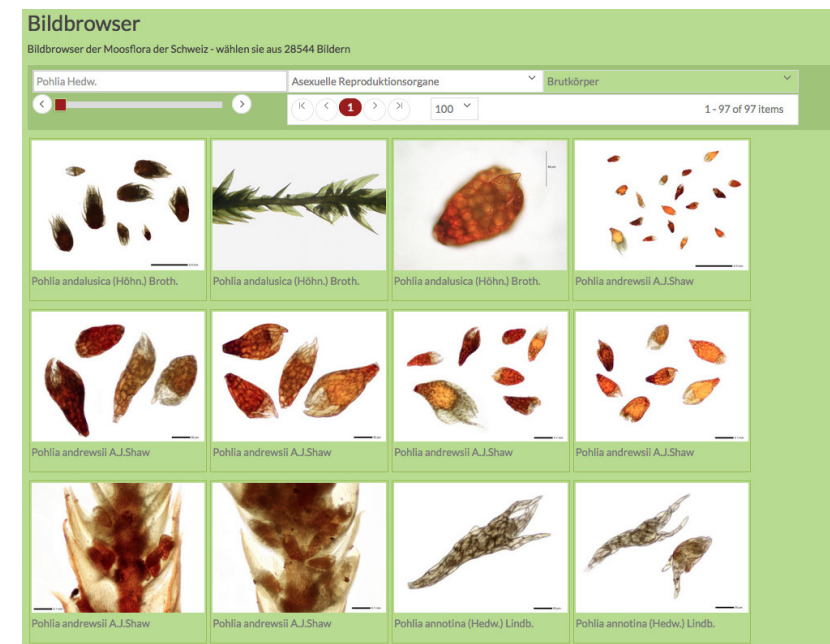 Bildbrowser
Bildbrowser der Moosflora der Schweiz - wählen sie aus 28544 Bildern
Pohlia Hedw. Asexuelle Reproduktionsorgane Brutkörper
1 100 1 - 97 of 97 items
Pohlia andalusica (Höhn.) Broth. Pohlia andalusica (Höhn.) Broth. Pohlia andalusica (Höhn.) Broth. Pohlia andrewsii A.J.Shaw
Pohlia andrewsii A.J.Shaw Pohlia andrewsii A.J.Shaw Pohlia andrewsii A.J.Shaw Pohlia andrewsii A.J.Shaw
Pohlia andrewsii A.J.Shaw Pohlia andrewsii A.J.Shaw Pohlia annotina (Hedw.) Lindb. Pohlia annotina (Hedw.) Lindb.